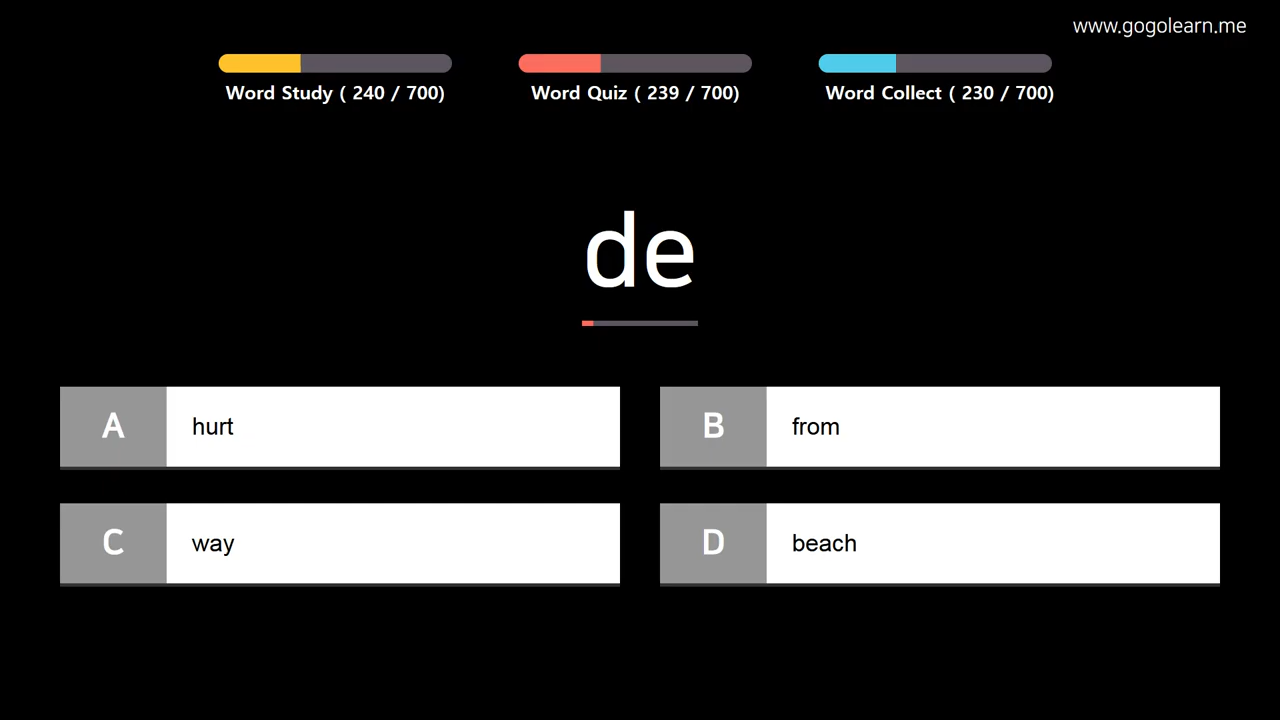 www.gogolearn.me
Word Study ( 240 / 700)
Word Quiz ( 239 / 700)
Word Collect ( 230 / 700)
de
A hurt
B from
C way
D beach